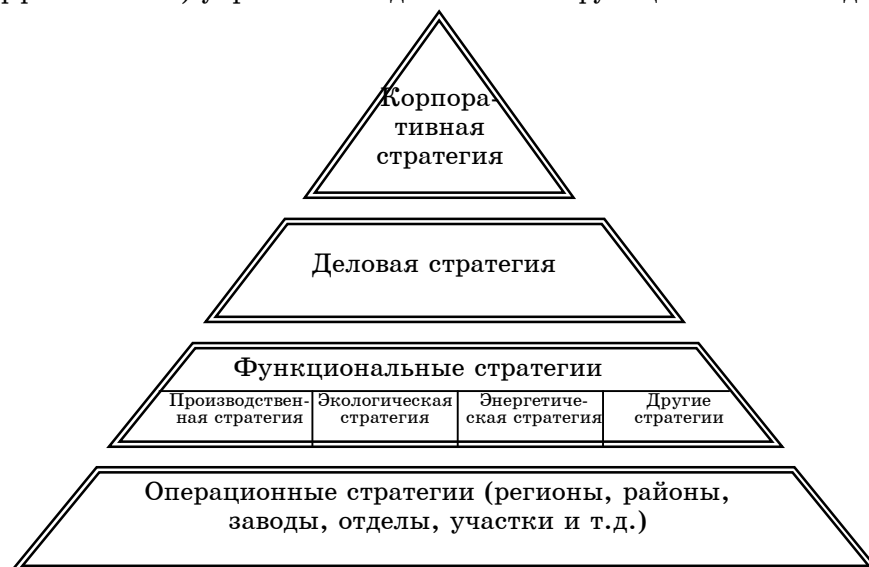 Корпора-
тивная
стратегия
Деловая стратегия
Функциональные стратегии
Производствен-
ная стратегия
Экологическая
стратегия
Энергетиче-
ская стратегия
Другие
стратегии
Операционные стратегии (регионы, районы,
заводы, отделы, участки и т.д.)